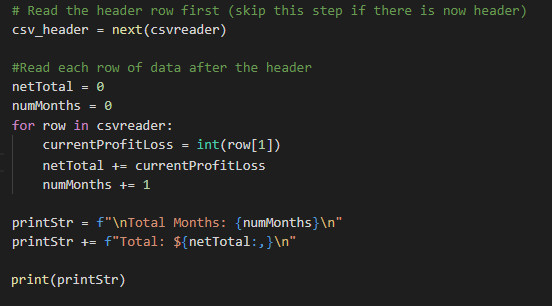 # Read the header row first (skip this step if there is now header)
csv_header = next(csvreader)
#Read each row of data after the header
netTotal = 0
numMonths = 0
for row in csvreader:
    currentProfitLoss = int(row[1])
    netTotal += currentProfitLoss
    numMonths += 1
printStr = f"\nTotal Months: {numMonths}\n"
printStr += f"Total: ${netTotal:,}\n"
print(printStr)